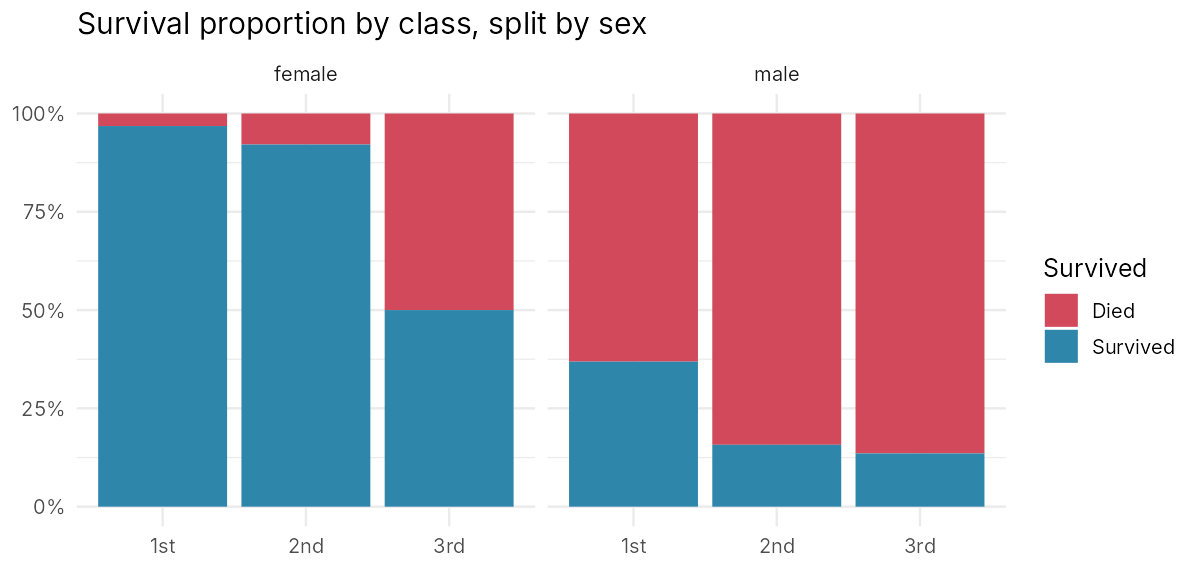 Survival proportion by class, split by sex
female
male
100%
75%
50%
25%
0%
1st
2nd
3rd
1st
2nd
3rd
Survived
Died
Survived